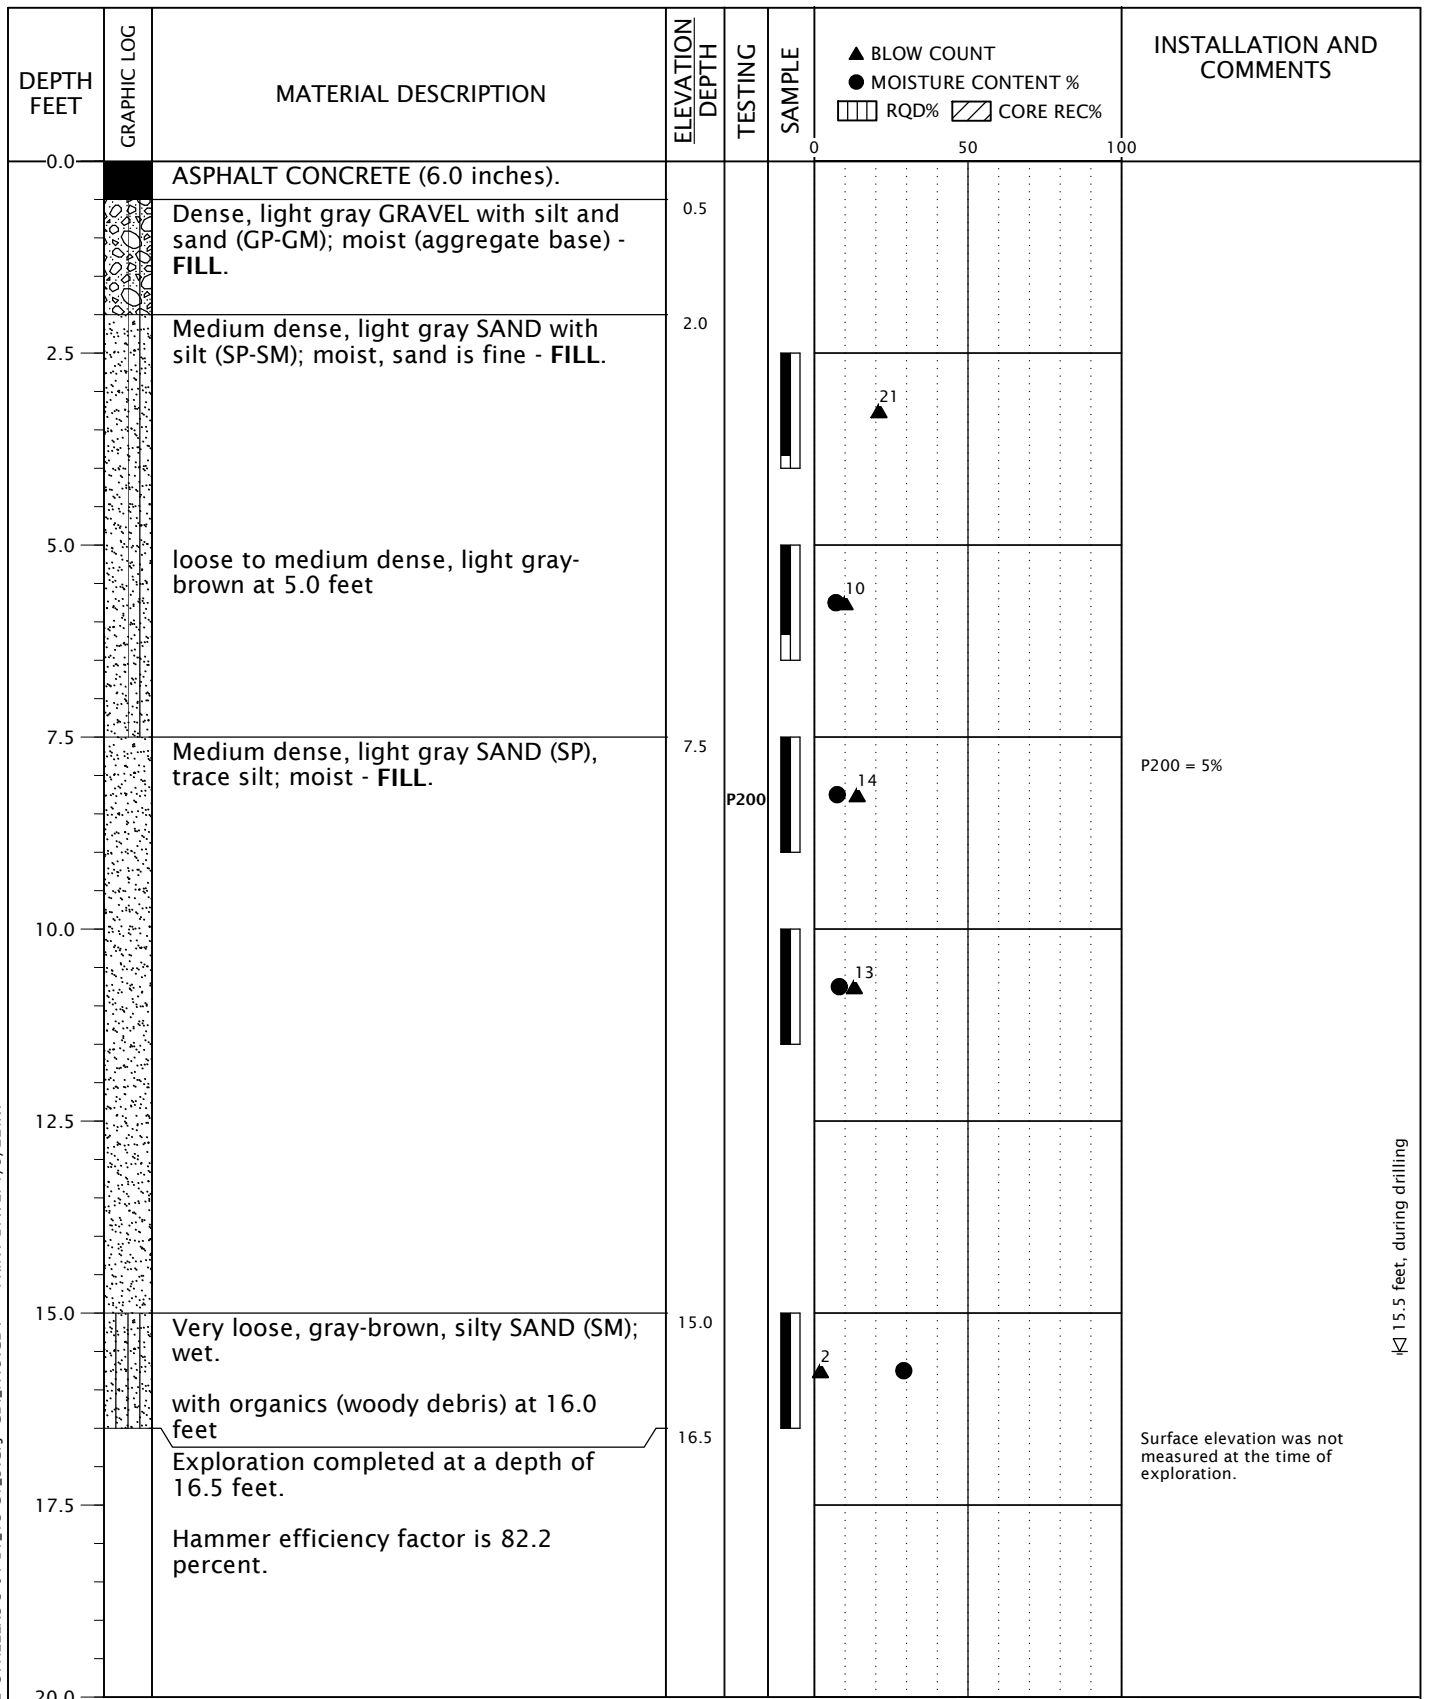 DEPTH
FEET
GRAPHIC LOG
MATERIAL DESCRIPTION
ELEVATION
DEPTH
TESTING
SAMPLE
▲ BLOW COUNT
● MOISTURE CONTENT %
RQD% CORE REC%
INSTALLATION AND
COMMENTS
0 50 100
0.0
ASPHALT CONCRETE (6.0 inches).
0.5
Dense, light gray GRAVEL with silt and
sand (GP-GM); moist (aggregate base) -
FILL.
2.0
Medium dense, light gray SAND with
silt (SP-SM); moist, sand is fine - FILL.
2.5
21
5.0
loose to medium dense, light gray-
brown at 5.0 feet
10
7.5
7.5
Medium dense, light gray SAND (SP),
trace silt; moist - FILL.
P200
14
P200 = 5%
10.0
13
12.5
15.5 feet, during drilling
15.0
15.0
Very loose, gray-brown, silty SAND (SM);
wet.
2
with organics (woody debris) at 16.0
feet
16.5
Exploration completed at a depth of
16.5 feet.
Surface elevation was not
measured at the time of
exploration.
17.5
Hammer efficiency factor is 82.2
percent.
20.0